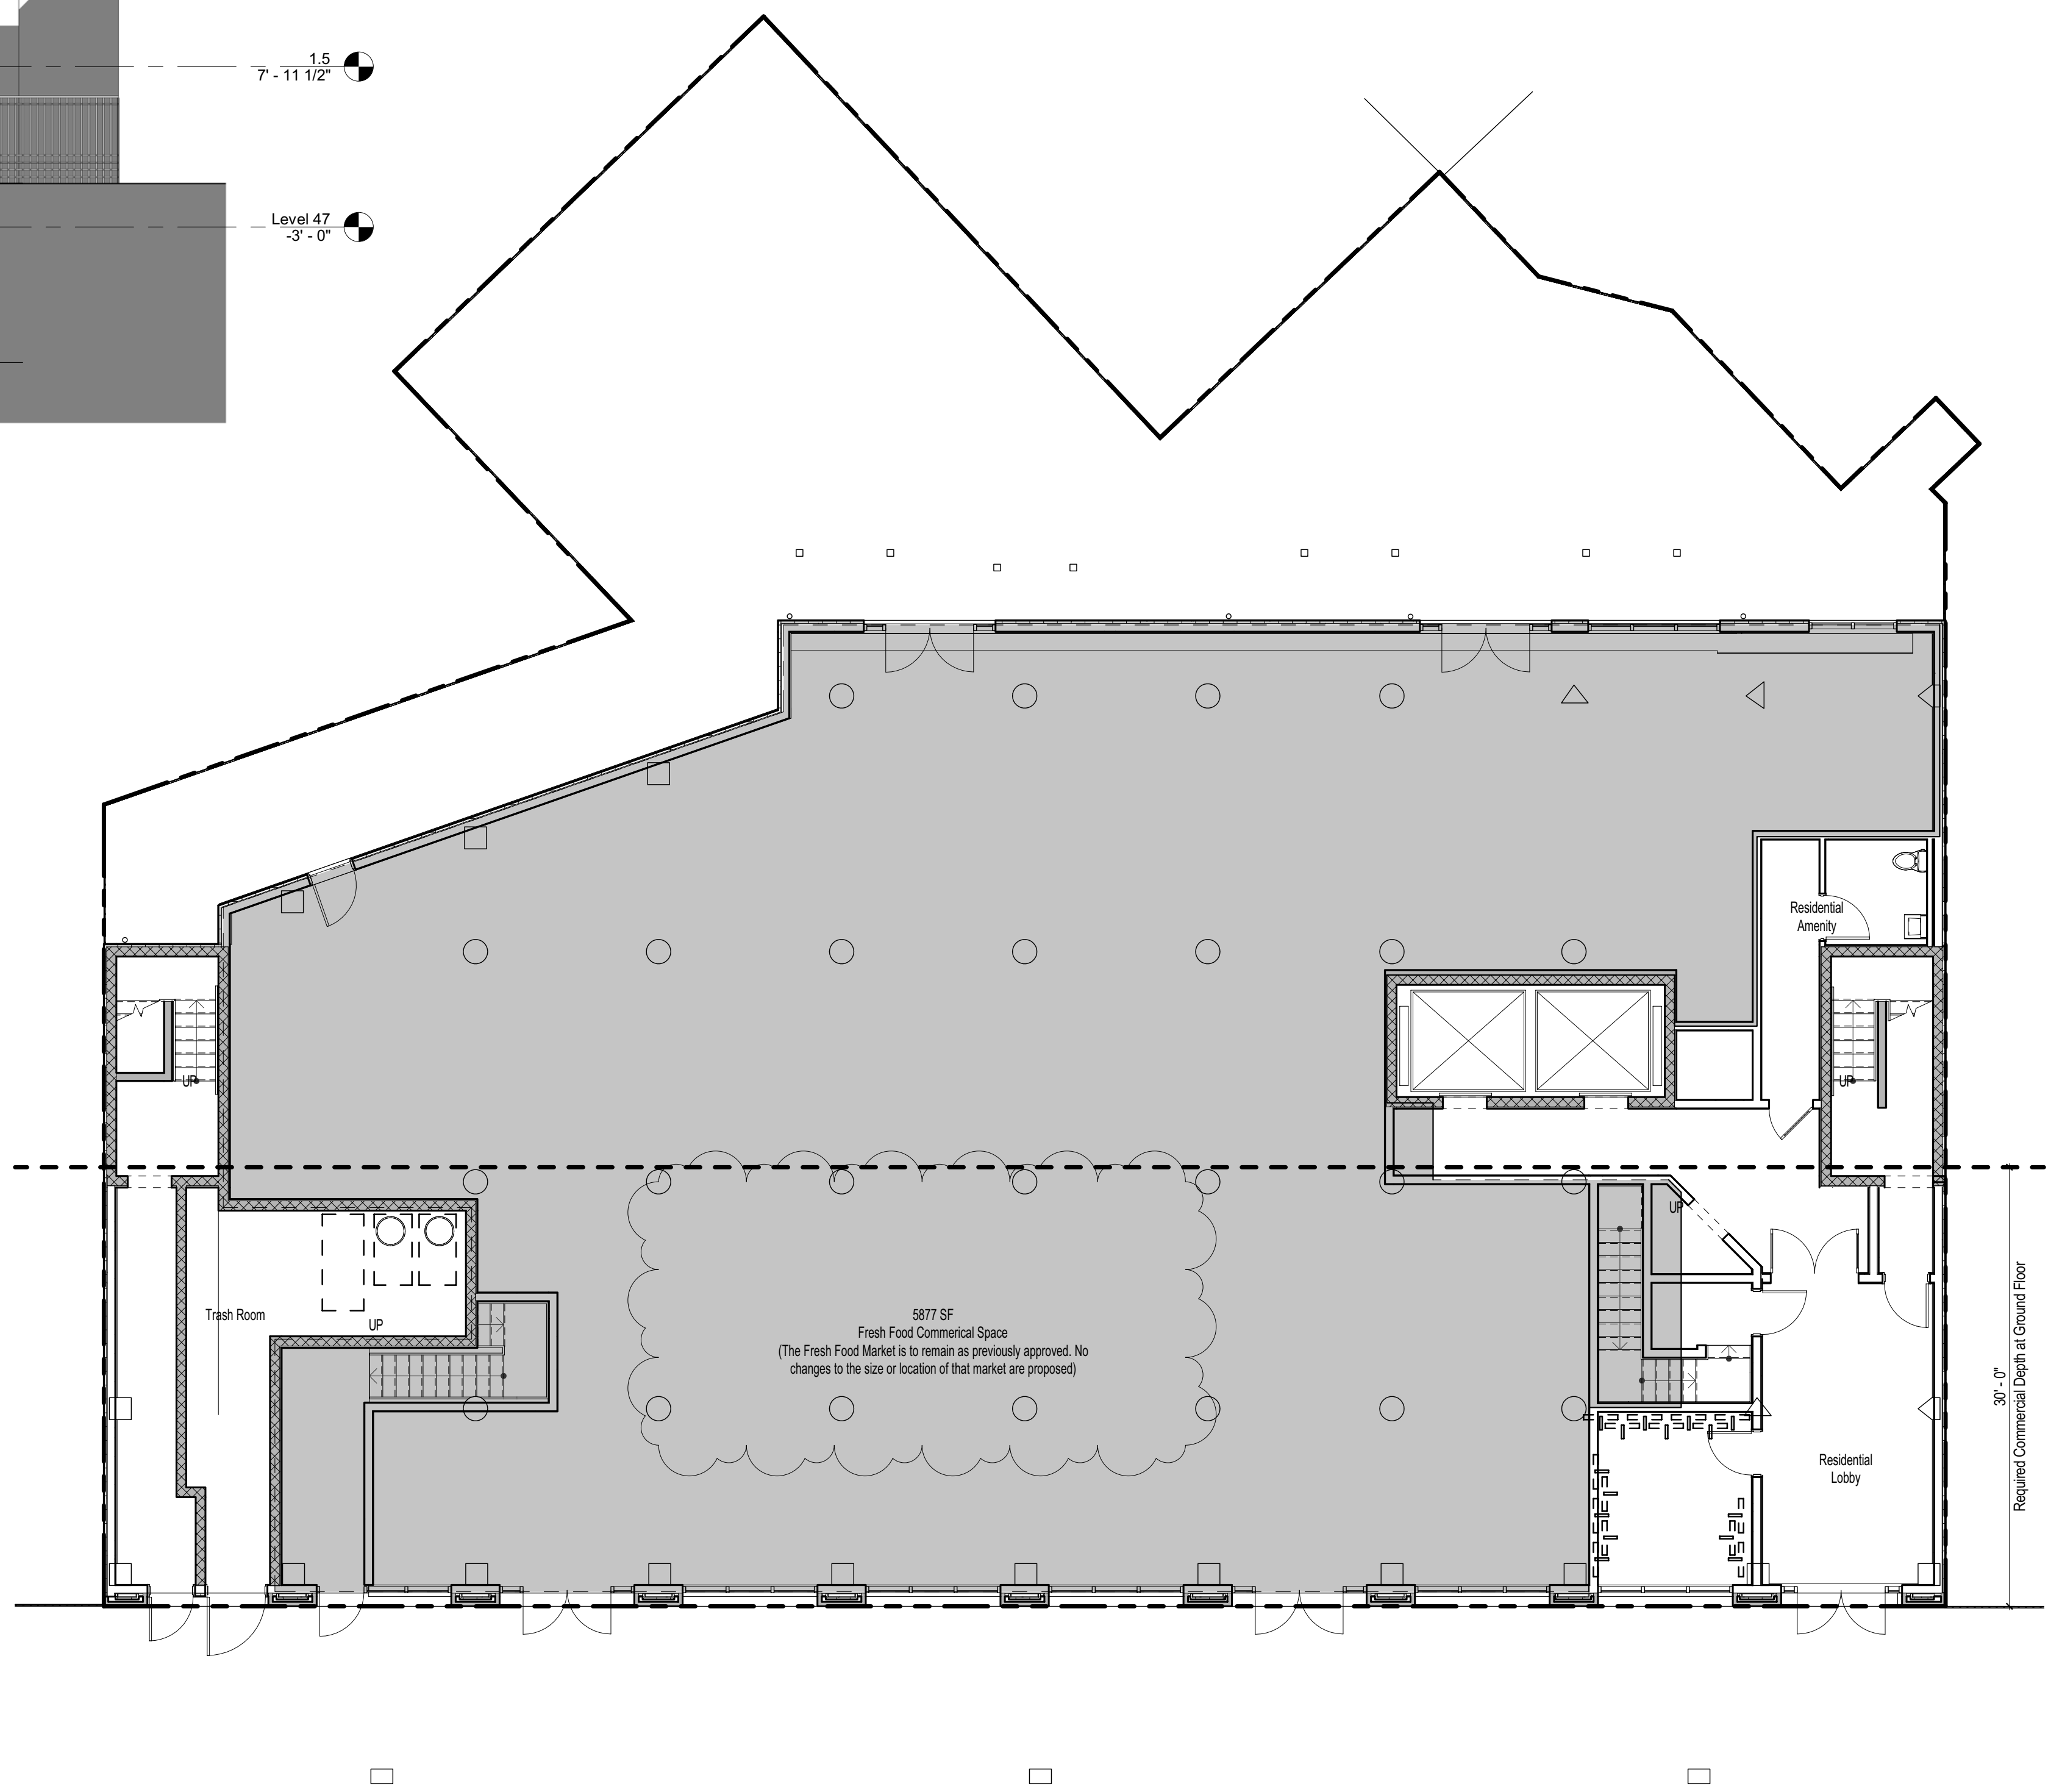 1.5
7' - 11 1/2"
Level 47
-3' - 0"
Residential
Amenity
UP
UP
UP
Trash Room
UP
5877 SF
Fresh Food Commerical Space
(The Fresh Food Market is to remain as previously approved. No
changes to the size or location of that market are proposed)
Residential
Lobby
30' - 0"
Required Commercial Depth at Ground Floor